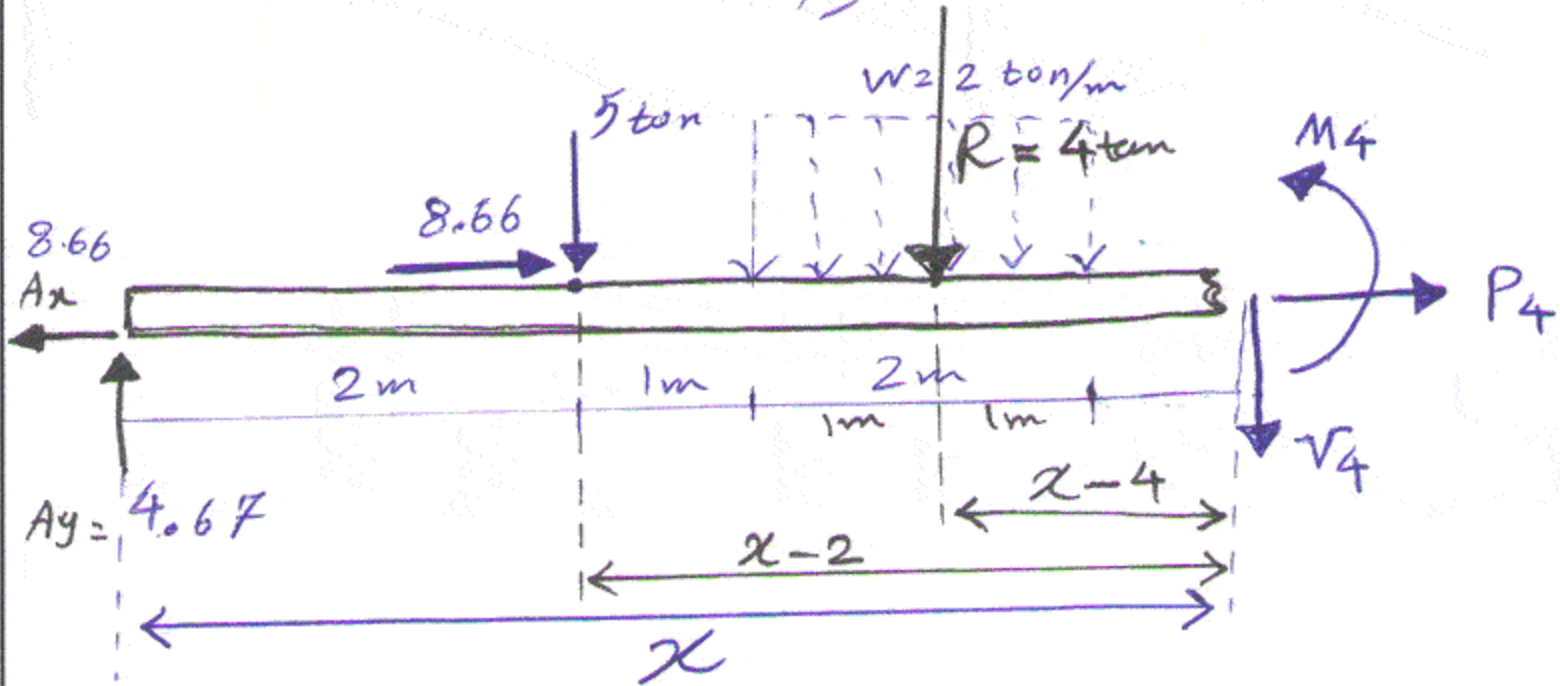 W=2 ton/m
5 ton
R = 4 ton
M4
8.66
8.66
Ax
P4
2m
1m
2m
1m
1m
V4
x-4
Ay= 4.67
x-2
x